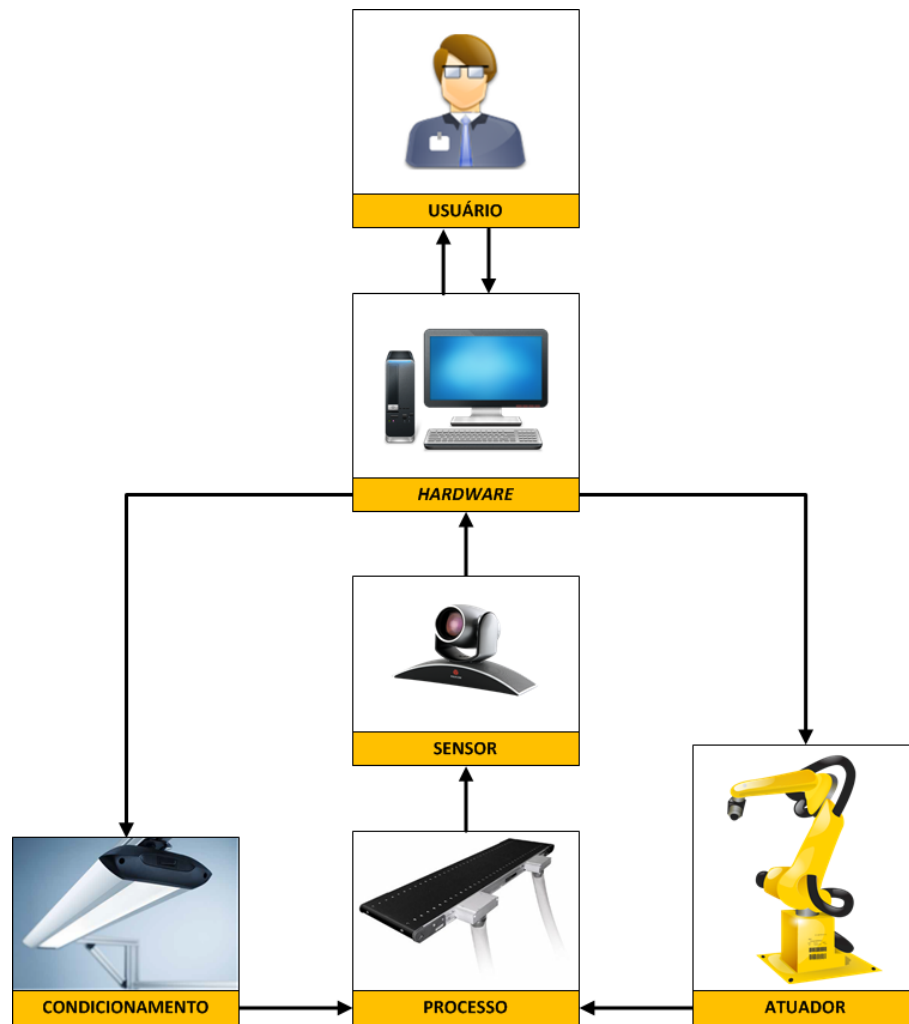 USUÁRIO
HARDWARE
SENSOR
CONDICIONAMENTO
PROCESSO
ATUADOR